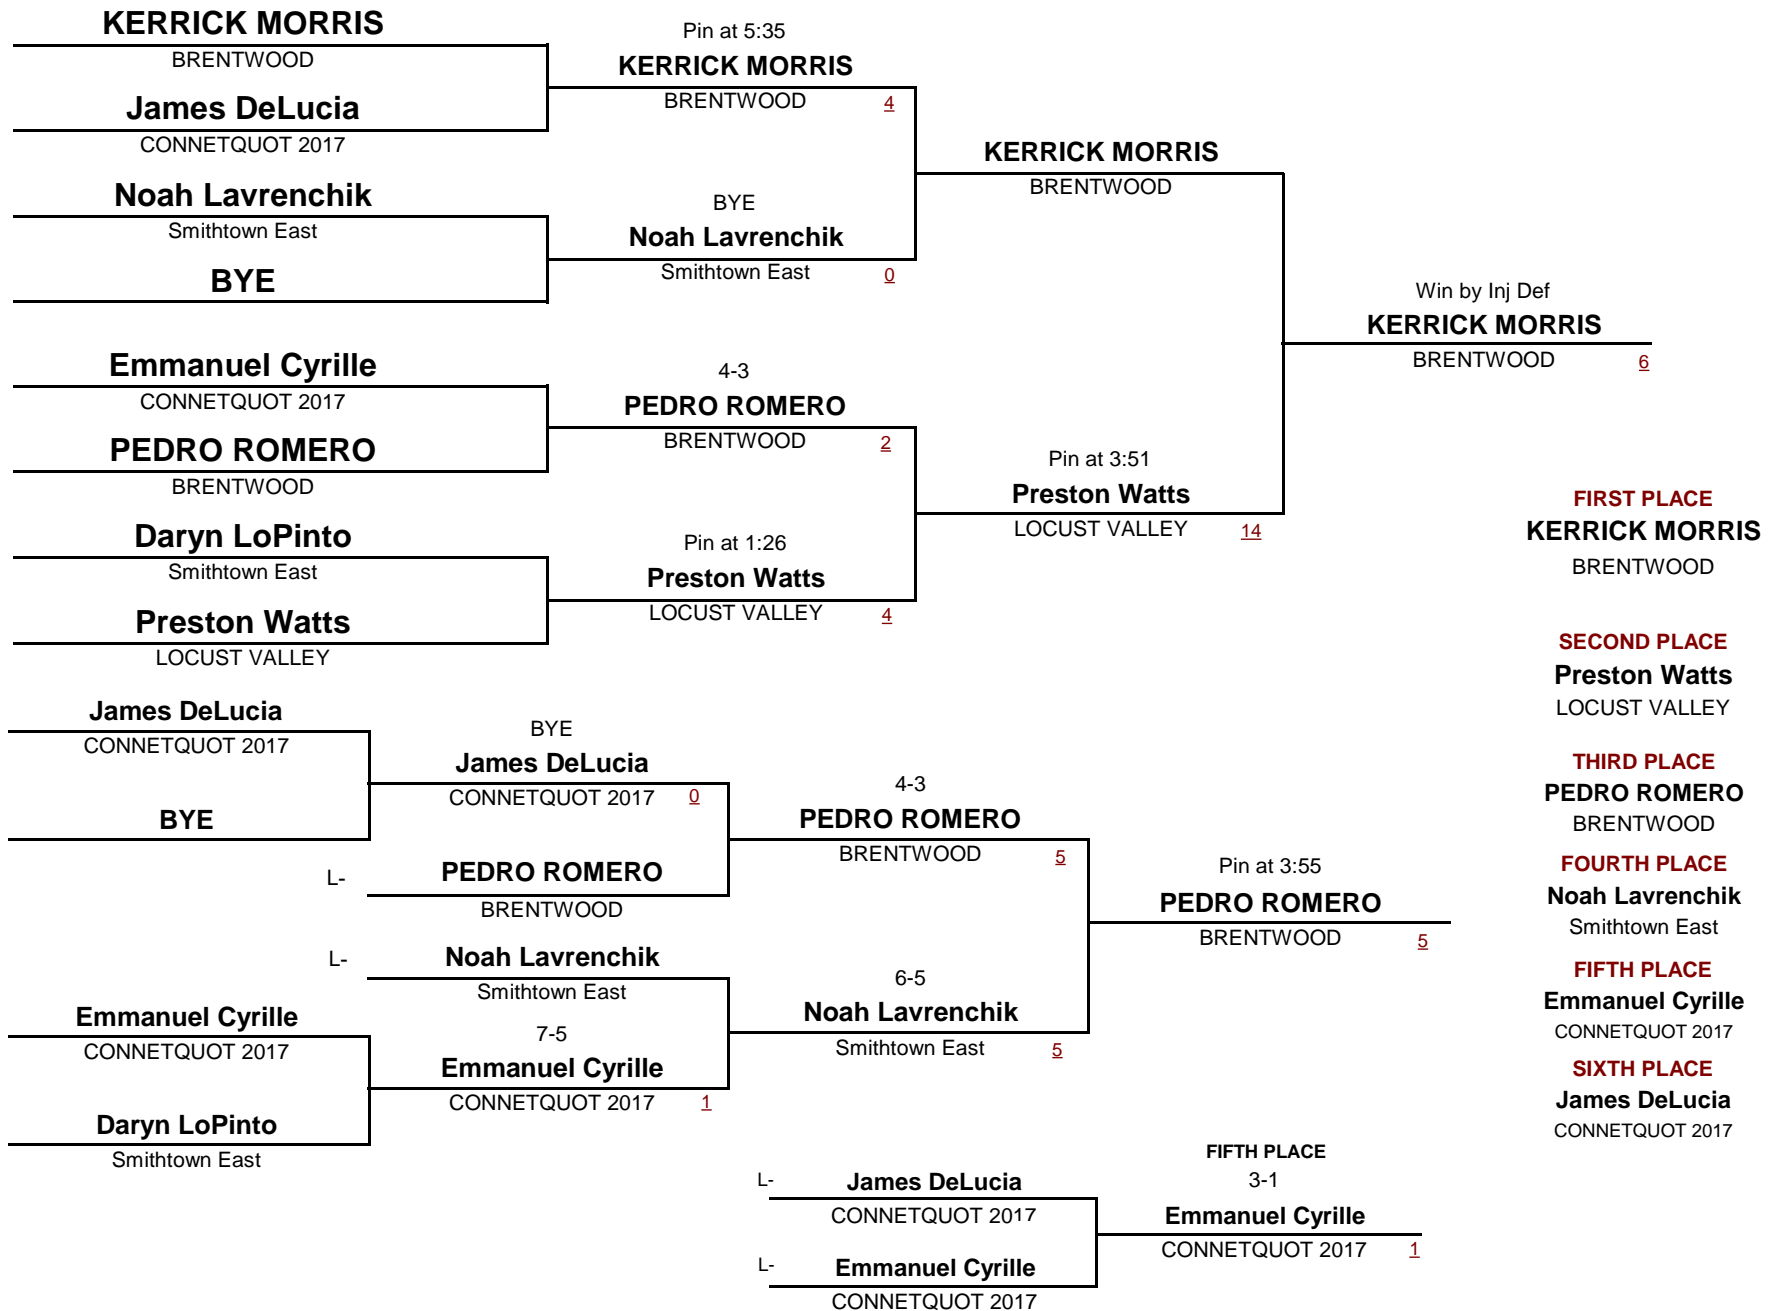 KERRICK MORRIS
BRENTWOOD
James DeLucia
CONNETQUOT 2017
Noah Lavrenchik
Smithtown East
BYE
Emmanuel Cyrille
CONNETQUOT 2017
PEDRO ROMERO
BRENTWOOD
Daryn LoPinto
Smithtown East
Preston Watts
LOCUST VALLEY
Pin at 5:35
KERRICK MORRIS
BRENTWOOD 4
BYE
Noah Lavrenchik
Smithtown East 0
4-3
PEDRO ROMERO
BRENTWOOD 2
Pin at 1:26
Preston Watts
LOCUST VALLEY 4
KERRICK MORRIS
BRENTWOOD
Pin at 3:51
Preston Watts
LOCUST VALLEY 14
Win by Inj Def
KERRICK MORRIS
BRENTWOOD 6
FIRST PLACE
KERRICK MORRIS
BRENTWOOD
SECOND PLACE
Preston Watts
LOCUST VALLEY
THIRD PLACE
PEDRO ROMERO
BRENTWOOD
FOURTH PLACE
Noah Lavrenchik
Smithtown East
FIFTH PLACE
Emmanuel Cyrille
CONNETQUOT 2017
SIXTH PLACE
James DeLucia
CONNETQUOT 2017
James DeLucia
CONNETQUOT 2017
BYE
Emmanuel Cyrille
CONNETQUOT 2017
Daryn LoPinto
Smithtown East
BYE
James DeLucia
CONNETQUOT 2017 0
L- PEDRO ROMERO
BRENTWOOD
L- Noah Lavrenchik
Smithtown East
7-5
Emmanuel Cyrille
CONNETQUOT 2017 1
4-3
PEDRO ROMERO
BRENTWOOD 5
6-5
Noah Lavrenchik
Smithtown East 5
Pin at 3:55
PEDRO ROMERO
BRENTWOOD 5
L- James DeLucia
CONNETQUOT 2017
L- Emmanuel Cyrille
CONNETQUOT 2017
FIFTH PLACE
3-1
Emmanuel Cyrille
CONNETQUOT 2017 1